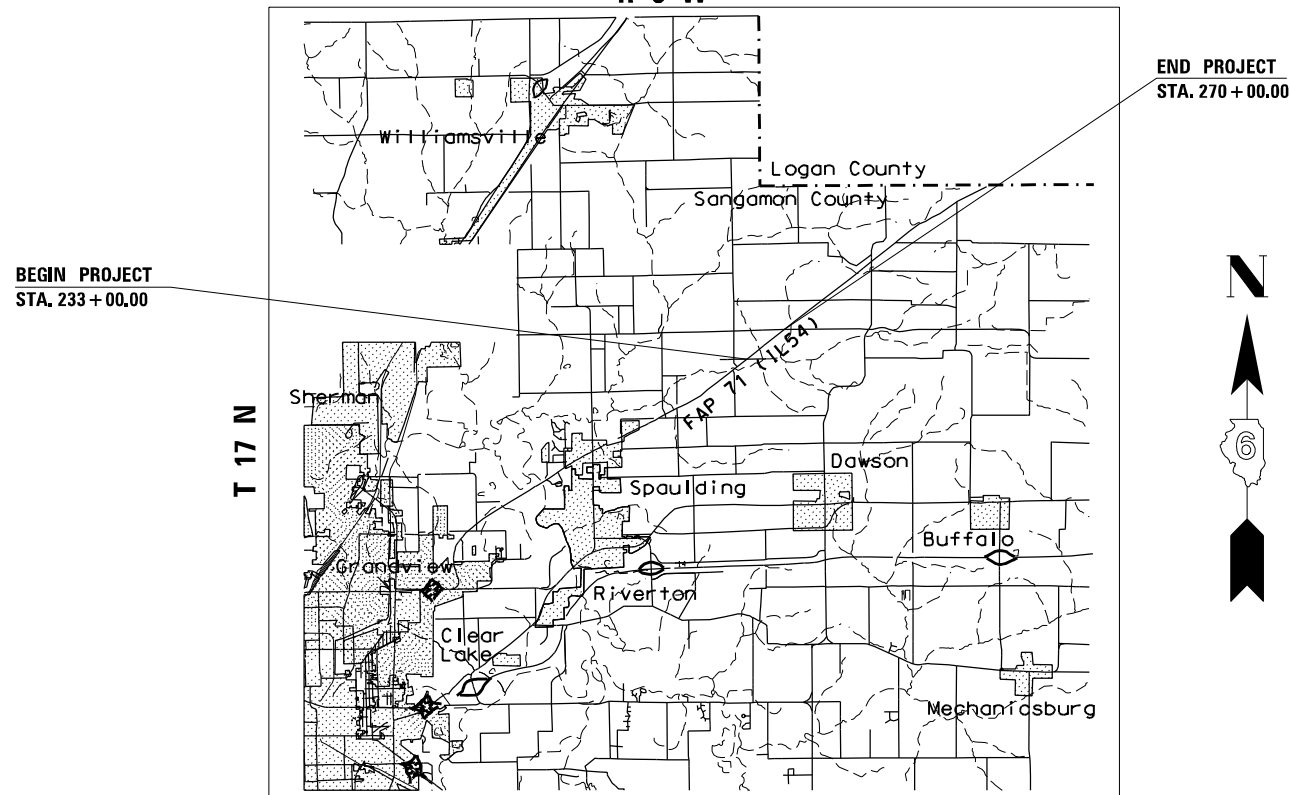 END PROJECT
STA. 270+00.00
Williamsville
Logan County
Sangamon County
BEGIN PROJECT
STA. 233+00.00
FAP 71 (IL54)
Sherman
T 17 N
N
6
Dawson
Spaulding
Buffalo
Grandview
Riverton
Clear
Lake
Mechanicsburg